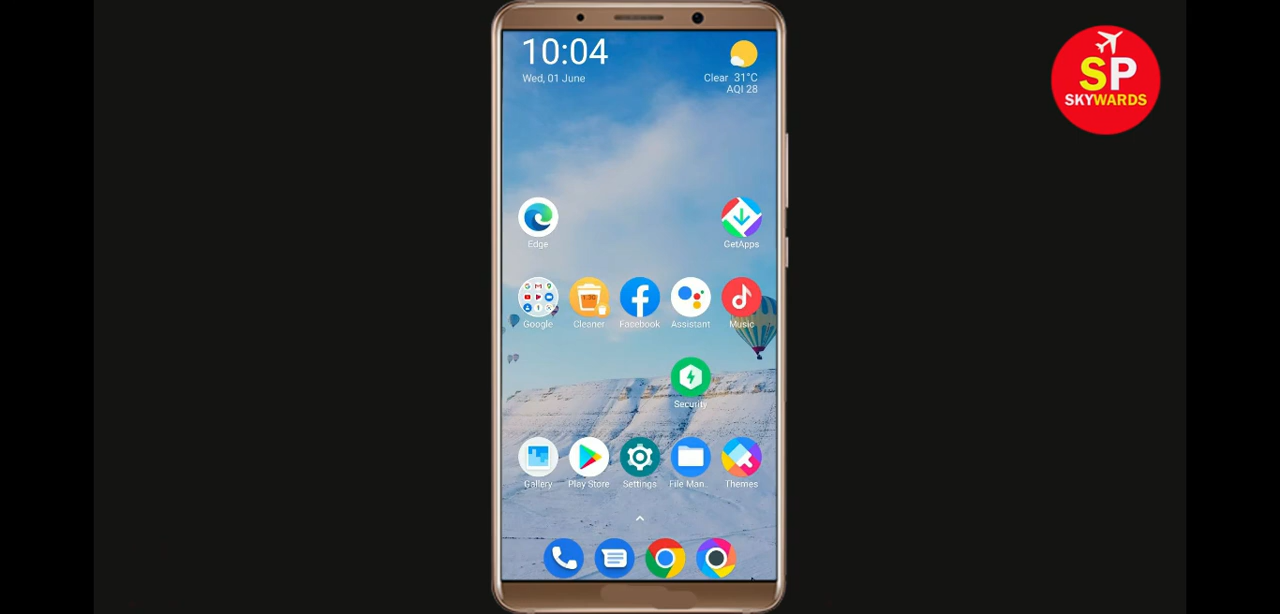 10:04
Wed, 01 June
Clear 31°C
AQI 28
SP
SKYWARDS
Edge
GetApps
Google
Cleaner
Facebook
Assistant
Music
Security
Gallery
Play Store
Settings
File Man..
Themes